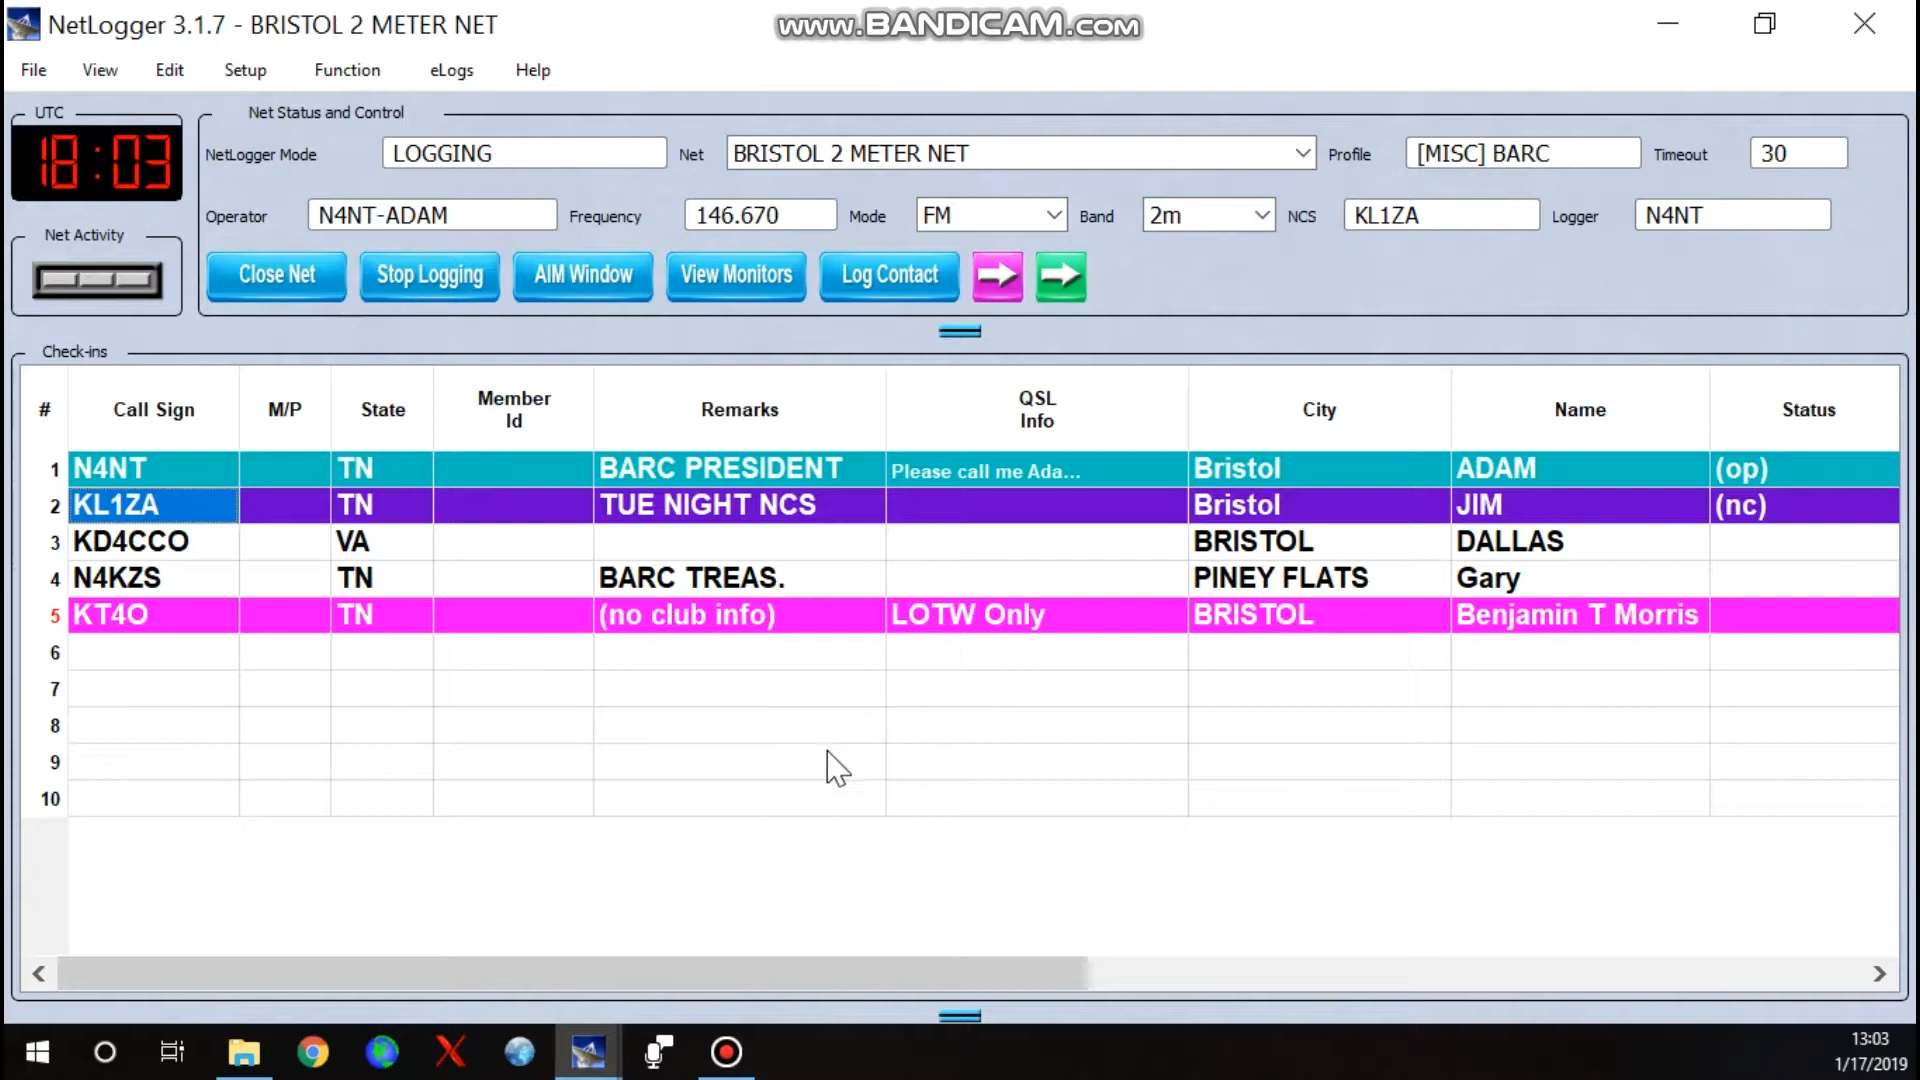 NetLogger 3.1.7 - BRISTOL 2 METER NET
www.BANDICAM.com
File View Edit Setup Function eLogs Help
UTC
18:03
Net Activity
Net Status and Control
NetLogger Mode LOGGING Net BRISTOL 2 METER NET Profile [MISC] BARC Timeout 30
Operator N4NT-ADAM Frequency 146.670 Mode FM Band 2m NCS KL1ZA Logger N4NT
Close Net Stop Logging AIM Window View Monitors Log Contact
Check-ins
# Call Sign M/P State Member Id Remarks QSL Info City Name Status
1 N4NT TN BARC PRESIDENT Please call me Ada... Bristol ADAM (op)
2 KL1ZA TN TUE NIGHT NCS Bristol JIM (nc)
3 KD4CCO VA BRISTOL DALLAS
4 N4KZS TN BARC TREAS. PINEY FLATS Gary
5 KT4O TN (no club info) LOTW Only BRISTOL Benjamin T Morris
6
7
8
9
10
13:03
1/17/2019